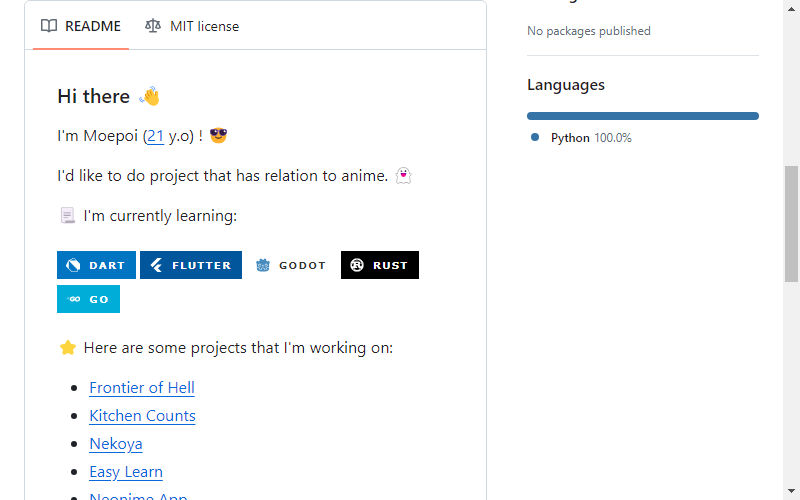 README
MIT license
Hi there 👋
I'm Moepoi (21 y.o) ! 😎
I'd like to do project that has relation to anime. 👻
📃 I'm currently learning:
DART
FLUTTER
GODOT
RUST
GO
⭐ Here are some projects that I'm working on:
Frontier of Hell
Kitchen Counts
Nekoya
Easy Learn
Neonime App
No packages published
Languages
Python 100.0%